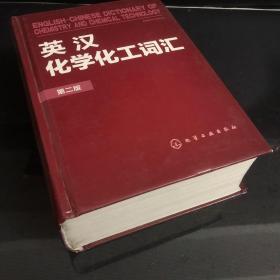 ENGLISH-CHINESE DICTIONARY OF
CHEMISTRY AND CHEMICAL TECHNOLOGY
英汉
化学化工词汇
第二版
化学工业出版社